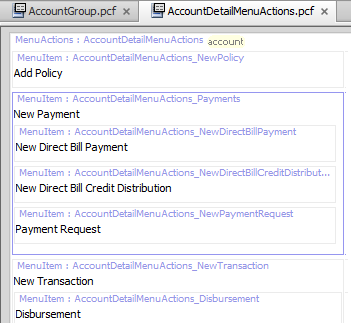 AccountGroup.pcf × AccountDetailMenuActions.pcf ×
MenuActions : AccountDetailMenuActions account
MenuItem : AccountDetailMenuActions_NewPolicy
Add Policy
MenuItem : AccountDetailMenuActions_Payments
New Payment
MenuItem : AccountDetailMenuActions_NewDirectBillPayment
New Direct Bill Payment
MenuItem : AccountDetailMenuActions_NewDirectBillCreditDistribut...
New Direct Bill Credit Distribution
MenuItem : AccountDetailMenuActions_NewPaymentRequest
Payment Request
MenuItem : AccountDetailMenuActions_NewTransaction
New Transaction
MenuItem : AccountDetailMenuActions_Disbursement
Disbursement